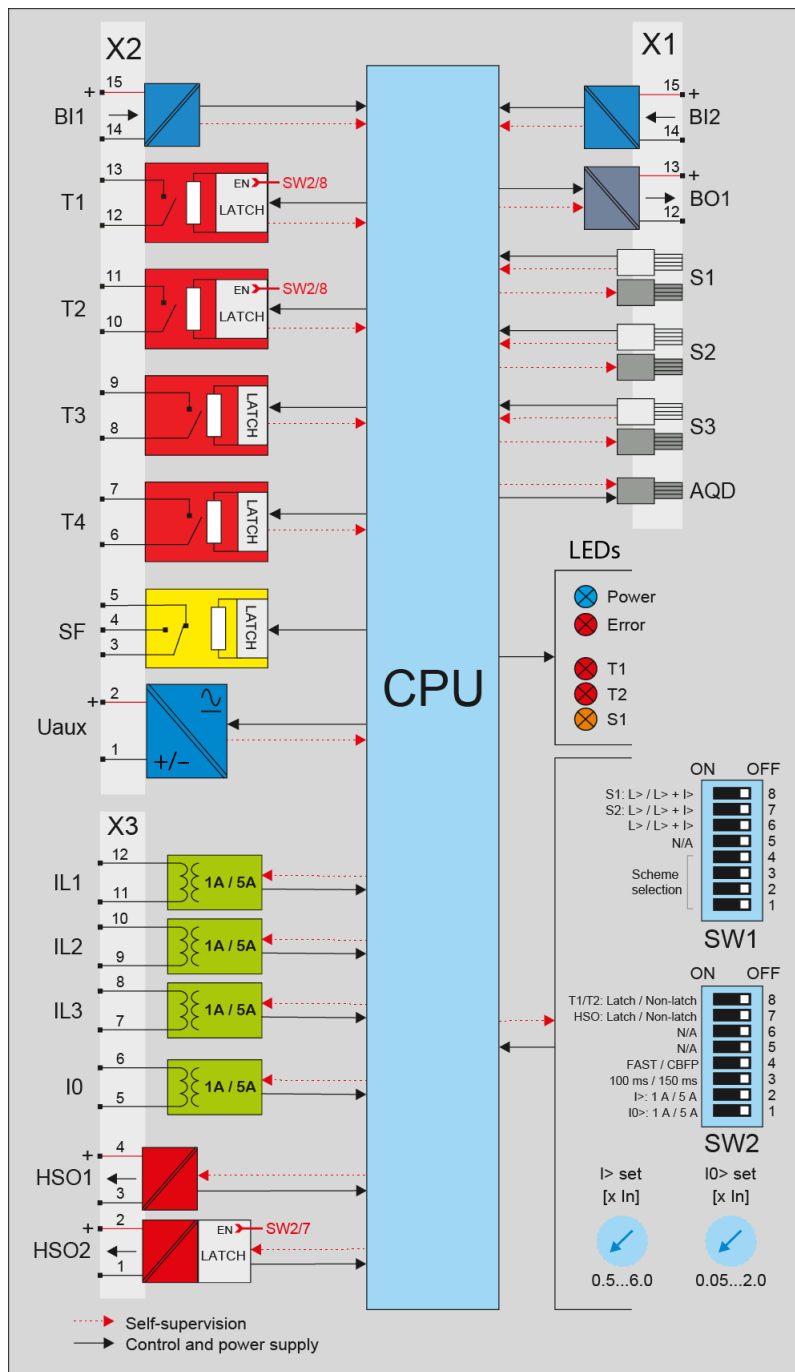 X2
X1
15
+
BI1
14
15
+
BI2
14
13
T1
12
EN
SW2/8
LATCH
13
+
BO1
12
11
T2
10
EN
SW2/8
LATCH
S1
S2
9
T3
8
LATCH
S3
7
T4
6
LATCH
AQD
5
SF
4
3
LATCH
2
+
Uaux
1
+/−
CPU
LEDs
Power
Error
T1
T2
S1
X3
12
IL1
11
1A / 5A
10
IL2
9
1A / 5A
8
IL3
7
1A / 5A
6
I0
5
1A / 5A
4
+
HSO1
3
2
+
HSO2
1
EN
SW2/7
LATCH
ON OFF
S1: L> / L> + I> 8
S2: L> / L> + I> 7
L> / L> + I> 6
N/A 5
4
Scheme 3
selection 2
1
SW1
ON OFF
T1/T2: Latch / Non-latch 8
HSO: Latch / Non-latch 7
N/A 6
N/A 5
FAST / CBFP 4
100 ms / 150 ms 3
I>: 1 A / 5 A 2
I0>: 1 A / 5 A 1
SW2
I> set
[x In]
0.5...6.0
I0> set
[x In]
0.05...2.0
Self-supervision
Control and power supply